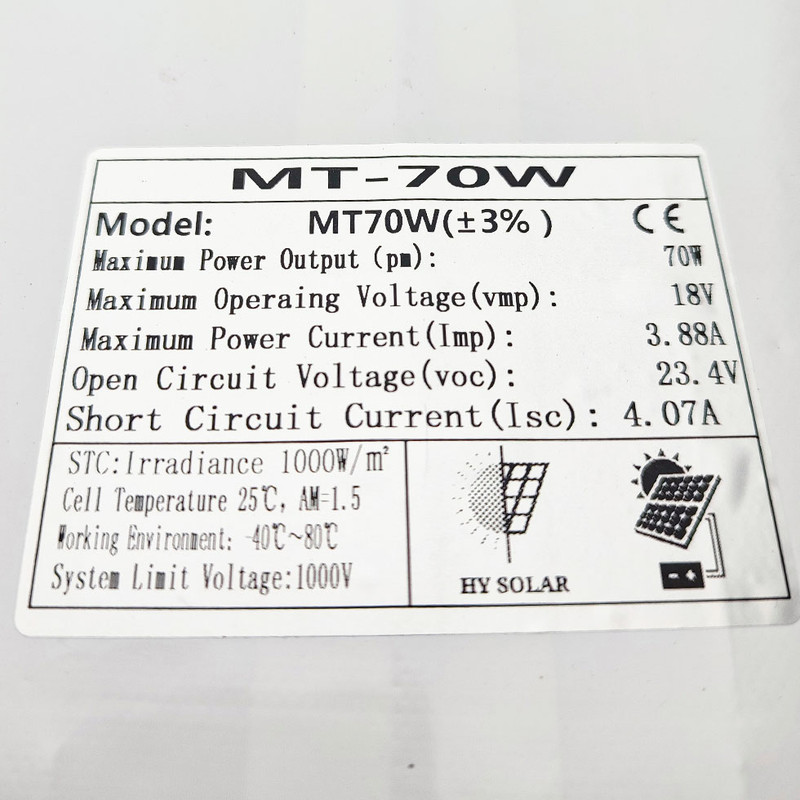 MT-70W
Model: MT70W(±3% ) CE
Maximum Power Output (pm): 70W
Maximum Operaing Voltage(vmp): 18V
Maximum Power Current(Imp): 3.88A
Open Circuit Voltage(voc): 23.4V
Short Circuit Current(Isc): 4.07A
STC:Irradiance 1000W/m²
Cell Temperature 25℃, AM=1.5
Working Environment: -40℃~80℃
System Limit Voltage:1000V
HY SOLAR
- +